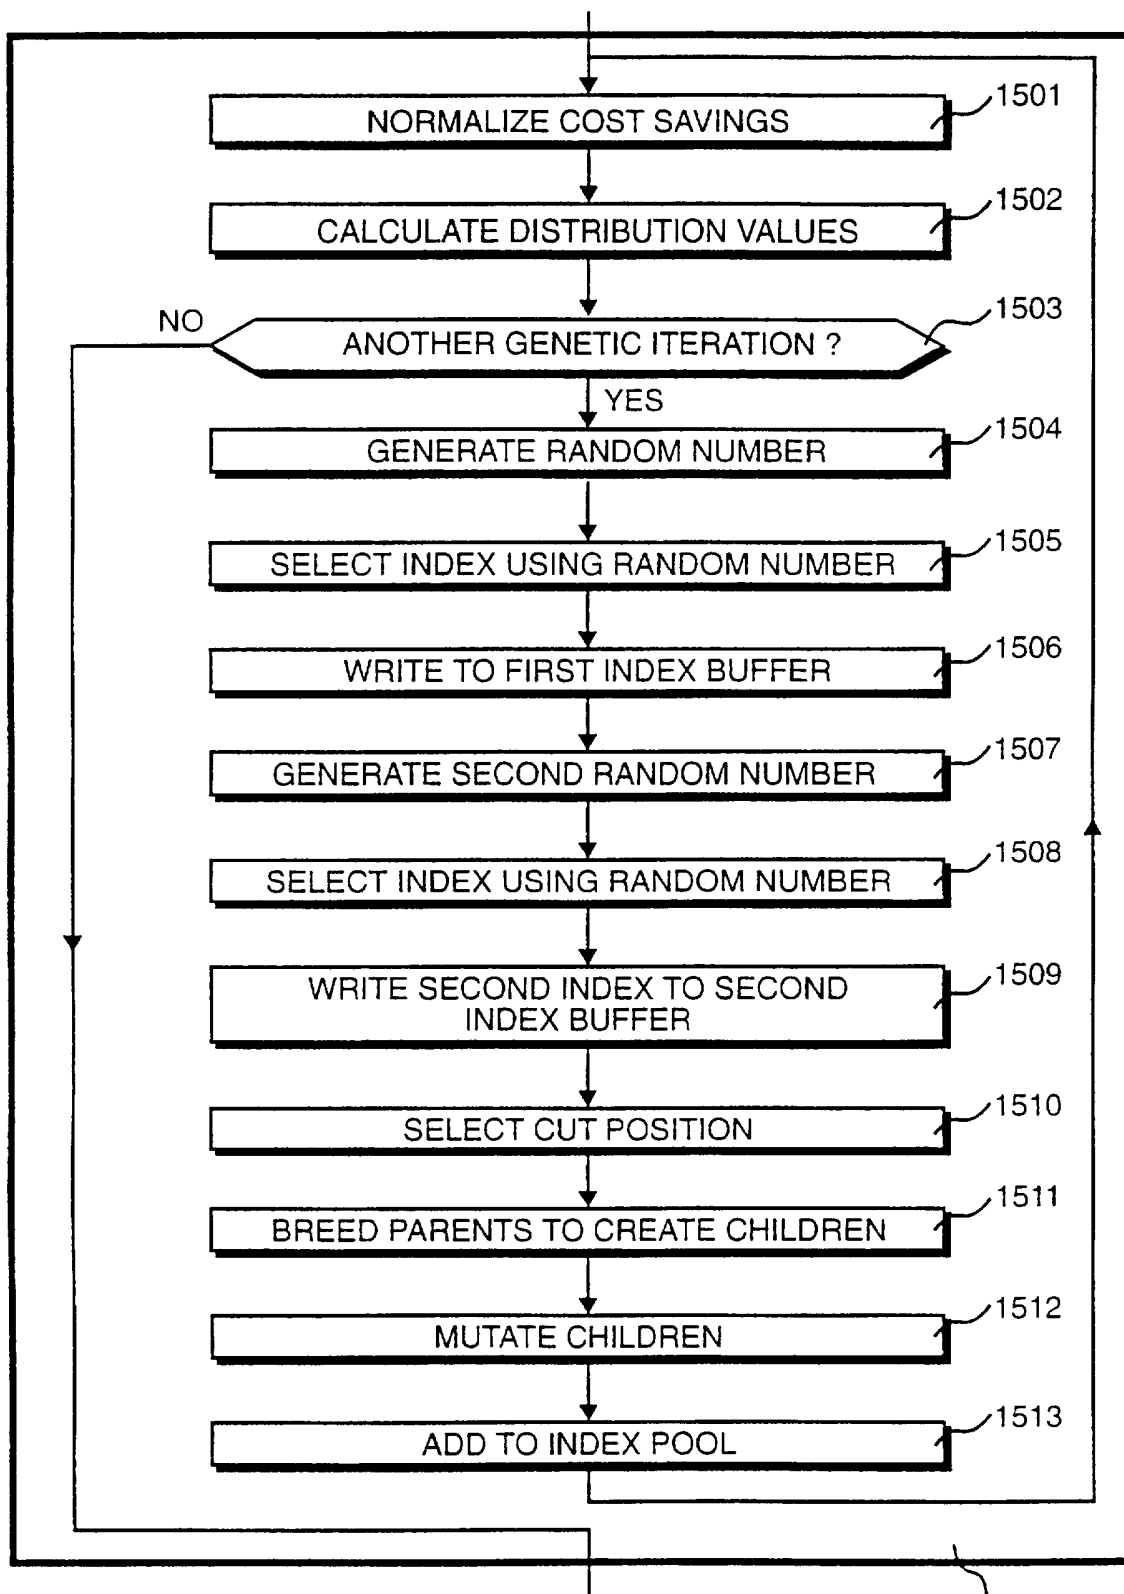 1501
NORMALIZE COST SAVINGS
1502
CALCULATE DISTRIBUTION VALUES
1503
NO
ANOTHER GENETIC ITERATION ?
YES
1504
GENERATE RANDOM NUMBER
1505
SELECT INDEX USING RANDOM NUMBER
1506
WRITE TO FIRST INDEX BUFFER
1507
GENERATE SECOND RANDOM NUMBER
1508
SELECT INDEX USING RANDOM NUMBER
1509
WRITE SECOND INDEX TO SECOND
INDEX BUFFER
1510
SELECT CUT POSITION
1511
BREED PARENTS TO CREATE CHILDREN
1512
MUTATE CHILDREN
1513
ADD TO INDEX POOL